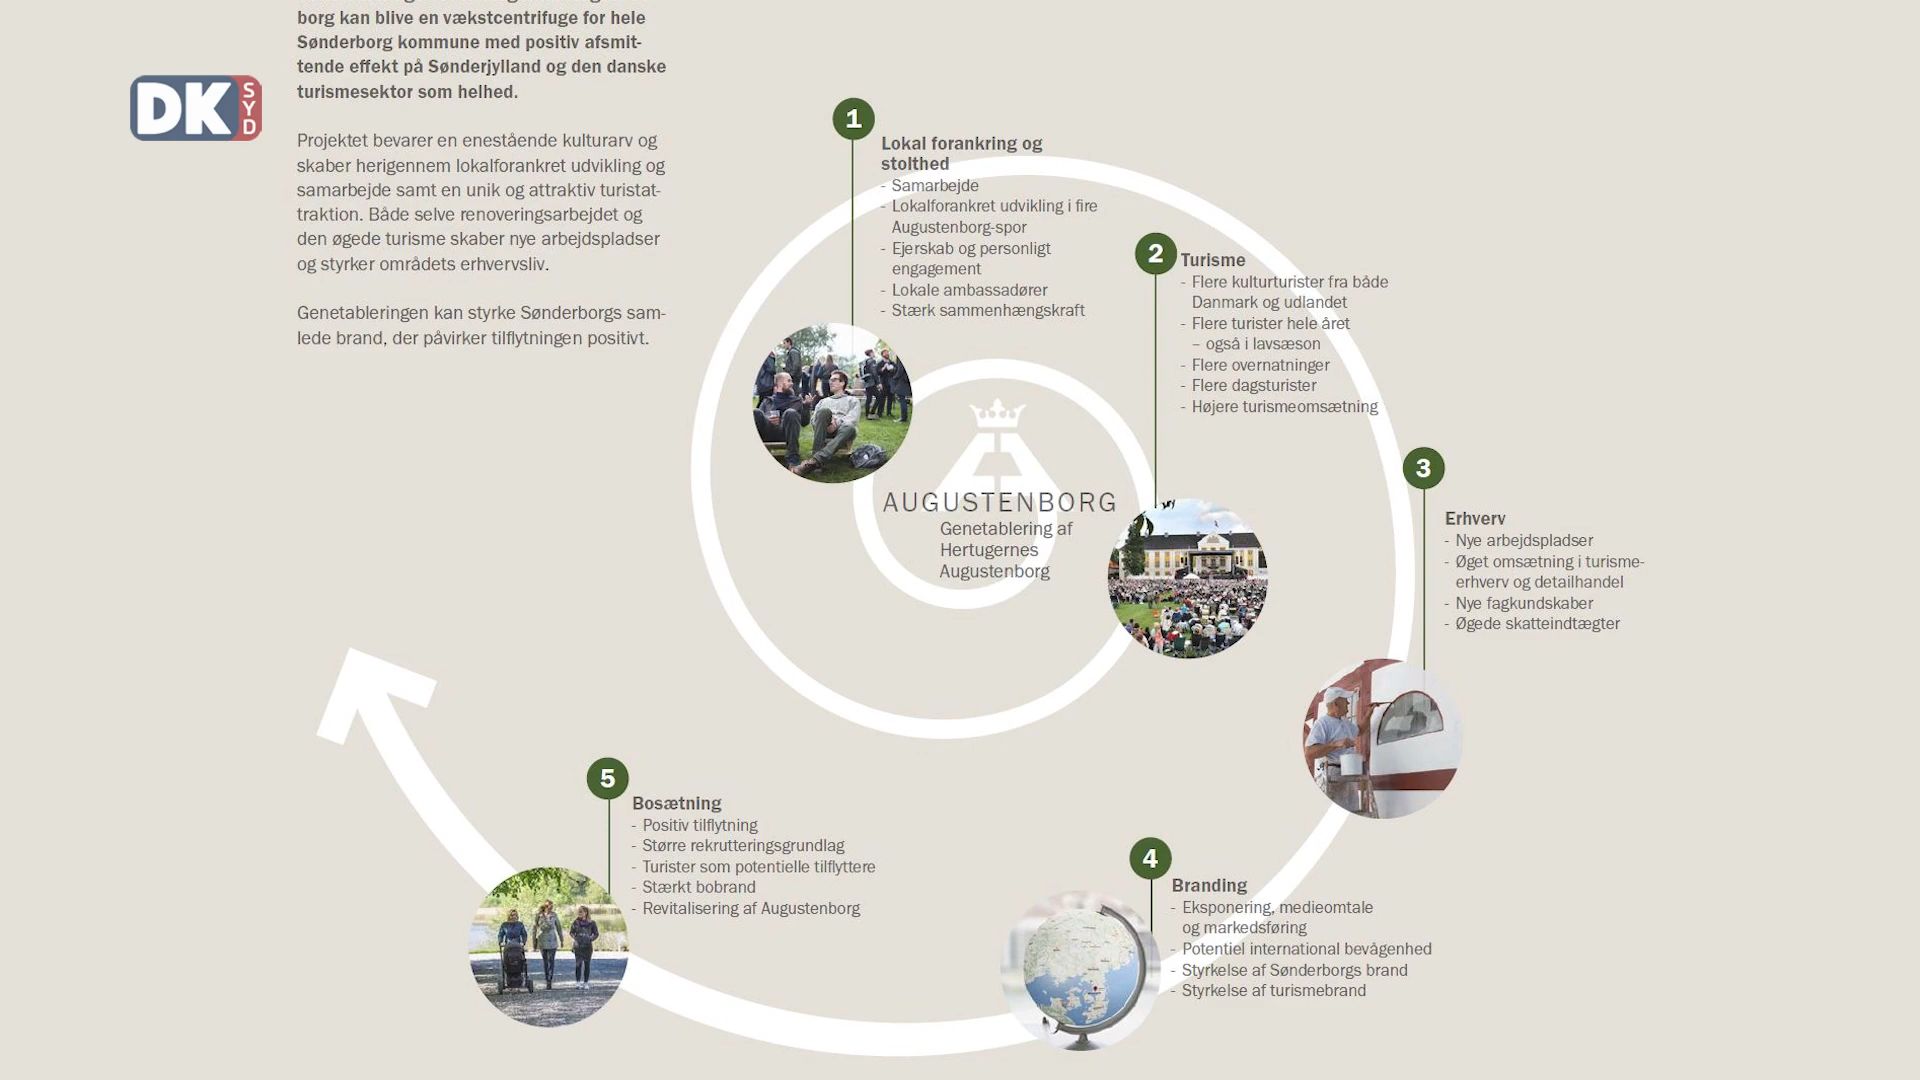 borg kan blive en vækstcentrifuge for hele
Sønderborg kommune med positiv afsmit-
tende effekt på Sønderjylland og den danske
turismesektor som helhed.
DK
SYD
Projektet bevarer en enestående kulturarv og
skaber herigennem lokalforankret udvikling og
samarbejde samt en unik og attraktiv turistat-
traktion. Både selve renoveringsarbejdet og
den øgede turisme skaber nye arbejdspladser
og styrker områdets erhvervsliv.
Genetableringen kan styrke Sønderborgs sam-
lede brand, der påvirker tilflytningen positivt.
1
Lokal forankring og
stolthed
- Samarbejde
- Lokalforankret udvikling i fire
Augustenborg-spor
- Ejerskab og personligt
engagement
- Lokale ambassadører
- Stærk sammenhængskraft
2
Turisme
- Flere kulturturister fra både
Danmark og udlandet
- Flere turister hele året
– også i lavsæson
- Flere overnatninger
- Flere dagsturister
- Højere turismeomsætning
AUGUSTENBORG
Genetablering af
Hertugernes
Augustenborg
3
Erhverv
- Nye arbejdspladser
- Øget omsætning i turisme-
erhverv og detailhandel
- Nye fagkundskaber
- Øgede skatteindtægter
4
Branding
- Eksponering, medieomtale
og markedsføring
- Potentiel international bevågenhed
- Styrkelse af Sønderborgs brand
- Styrkelse af turismebrand
5
Bosætning
- Positiv tilflytning
- Større rekrutteringsgrundlag
- Turister som potentielle tilflyttere
- Stærkt bobrand
- Revitalisering af Augustenborg